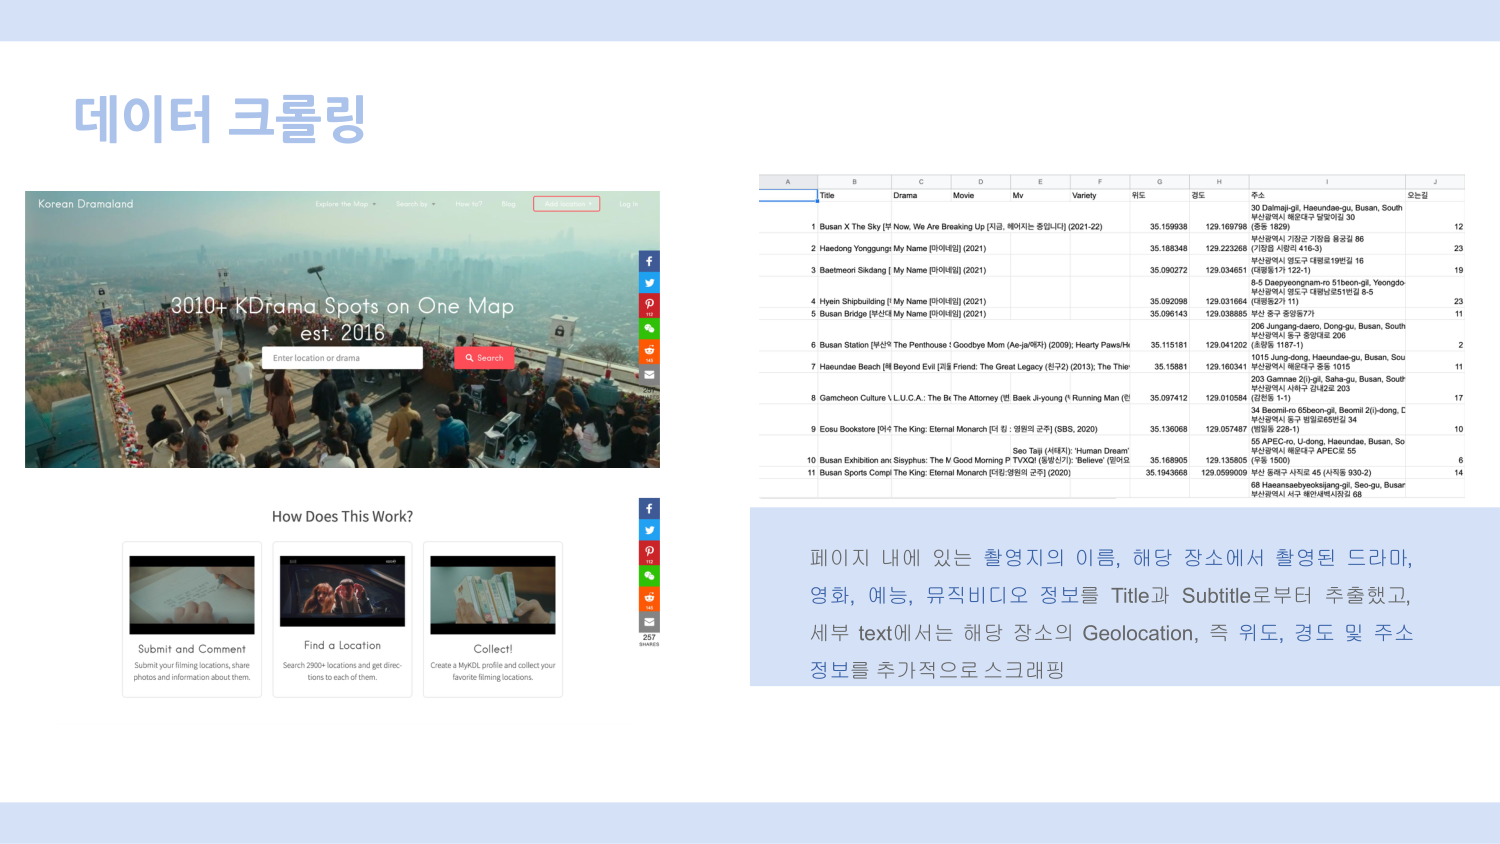 데이터 크롤링
Korean Dramaland
Explore the Map
Search by
How to?
Blog
Add location +
Log in
3010+ KDrama Spots on One Map
est. 2016
Enter location or drama
Search
112
145
257
How Does This Work?
Submit and Comment
Submit your filming locations, share
photos and information about them.
Find a Location
Search 2900+ locations and get direc-
tions to each of them.
Collect!
Create a MyKDL profile and collect your
favorite filming locations.
112
145
257
SHARES
A B C D E F G H I J
Title Drama Movie Mv Variety 위도 경도 주소 오는길
30 Dalmaji-gil, Haeundae-gu, Busan, South
부산광역시 해운대구 달맞이길 30
1 Busan X The Sky [부 Now, We Are Breaking Up [지금, 헤어지는 중입니다] (2021-22) 35.159938 129.169798 (중동 1829) 12
부산광역시 기장군 기장읍 용궁길 86
2 Haedong Yonggungs My Name [마이네임] (2021) 35.188348 129.223268 (기장읍 시랑리 416-3) 23
부산광역시 영도구 대평로19번길 16
3 Baetmeori Sikdang [ My Name [마이네임] (2021) 35.090272 129.034651 (대평동1가 122-1) 19
8-5 Daepyeongnam-ro 51beon-gil, Yeongdo-
부산광역시 영도구 대평남로51번길 8-5
4 Hyein Shipbuilding [ My Name [마이네임] (2021) 35.092098 129.031664 (대평동2가 11) 23
5 Busan Bridge [부산대 My Name [마이네임] (2021) 35.096143 129.038885 부산 중구 중앙동7가 11
206 Jungang-daero, Dong-gu, Busan, South
부산광역시 동구 중앙대로 206
6 Busan Station [부산역 The Penthouse Goodbye Mom (Ae-ja/애자) (2009); Hearty Paws/He 35.115181 129.041202 (초량동 1187-1) 2
1015 Jung-dong, Haeundae-gu, Busan, Sou
부산광역시 해운대구 중동 1015
7 Haeundae Beach [해 Beyond Evil [괴물 Friend: The Great Legacy (친구2) (2013); The Thie 35.15881 129.160341 11
203 Gamnae 2(i)-gil, Saha-gu, Busan, South
부산광역시 사하구 감내2로 203
8 Gamcheon Culture V L.U.C.A.: The Be The Attorney (변 Baek Ji-young ( Running Man (런 35.097412 129.010584 (감천동 1-1) 17
34 Beomil-ro 65beon-gil, Beomil 2(i)-dong, D
부산광역시 동구 범일로65번길 34
9 Eosu Bookstore [어수 The King: Eternal Monarch [더 킹 : 영원의 군주] (SBS, 2020) 35.136068 129.057487 (범일동 228-1) 10
55 APEC-ro, U-dong, Haeundae, Busan, So
Seo Taiji (서태지): 'Human Dream' 부산광역시 해운대구 APEC로 55
10 Busan Exhibition and Sisyphus: The M Good Morning P TVXQ! (동방신기): 'Believe' (믿어요 35.168905 129.135805 (우동 1500) 6
11 Busan Sports Compl The King: Eternal Monarch [더킹:영원의 군주] (2020) 35.1943668 129.0599009 부산 동래구 사직로 45 (사직동 930-2) 14
68 Haeansaebyeoksijang-gil, Seo-gu, Busan
부산광역시 서구 해안새벽시장길 68
페이지 내에 있는 촬영지의 이름, 해당 장소에서 촬영된 드라마,
영화, 예능, 뮤직비디오 정보를 Title과 Subtitle로부터 추출했고,
세부 text에서는 해당 장소의 Geolocation, 즉 위도, 경도 및 주소
정보를 추가적으로 스크래핑